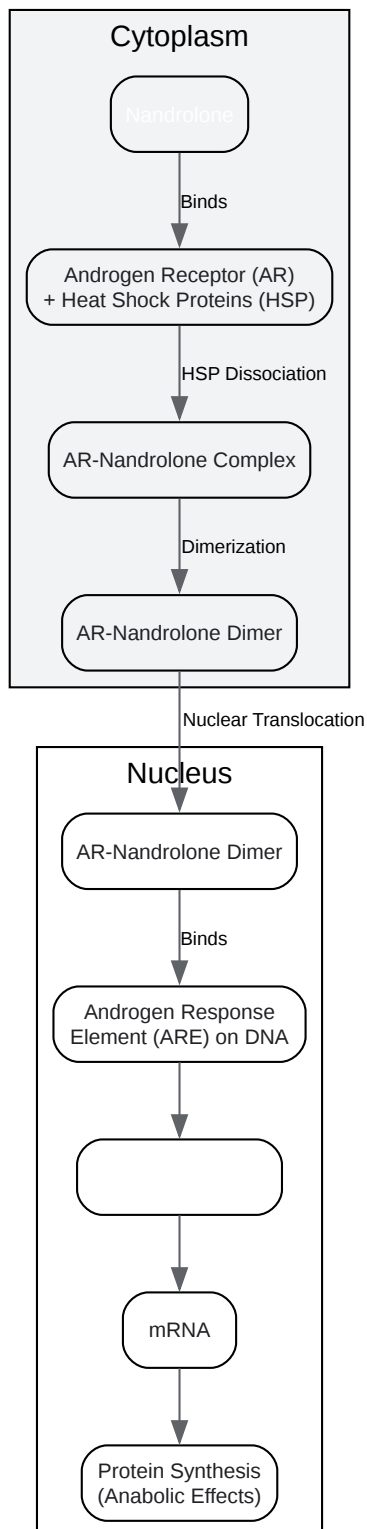 Cytoplasm
Nandrolone
Binds
Androgen Receptor (AR)
+ Heat Shock Proteins (HSP)
HSP Dissociation
AR-Nandrolone Complex
Dimerization
AR-Nandrolone Dimer
Nuclear Translocation
Nucleus
AR-Nandrolone Dimer
Binds
Androgen Response
Element (ARE) on DNA
mRNA
Protein Synthesis
(Anabolic Effects)